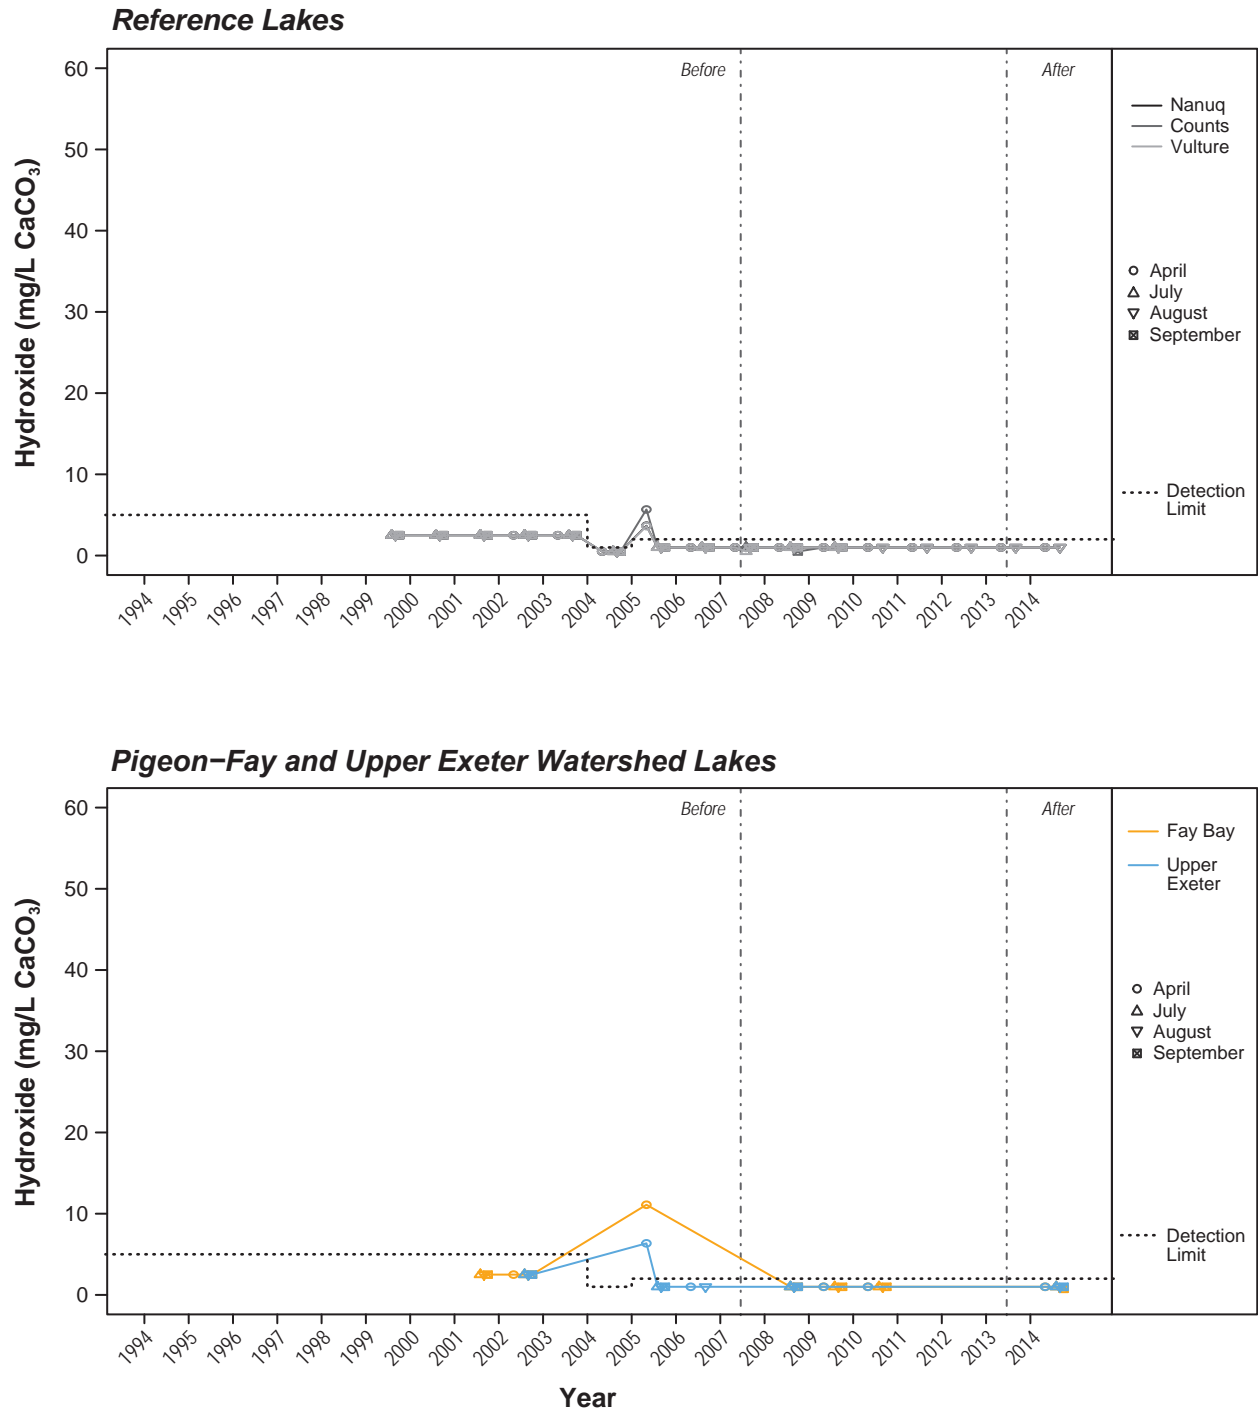 Reference Lakes
Hydroxide (mg/L CaCO₃)
60
50
40
30
20
10
0
Before
After
Nanuq
Counts
Vulture
April
July
August
September
Detection
Limit
1994
1995
1996
1997
1998
1999
2000
2001
2002
2003
2004
2005
2006
2007
2008
2009
2010
2011
2012
2013
2014
Pigeon−Fay and Upper Exeter Watershed Lakes
Hydroxide (mg/L CaCO₃)
60
50
40
30
20
10
0
Before
After
Fay Bay
Upper
Exeter
April
July
August
September
Detection
Limit
1994
1995
1996
1997
1998
1999
2000
2001
2002
2003
2004
2005
2006
2007
2008
2009
2010
2011
2012
2013
2014
Year